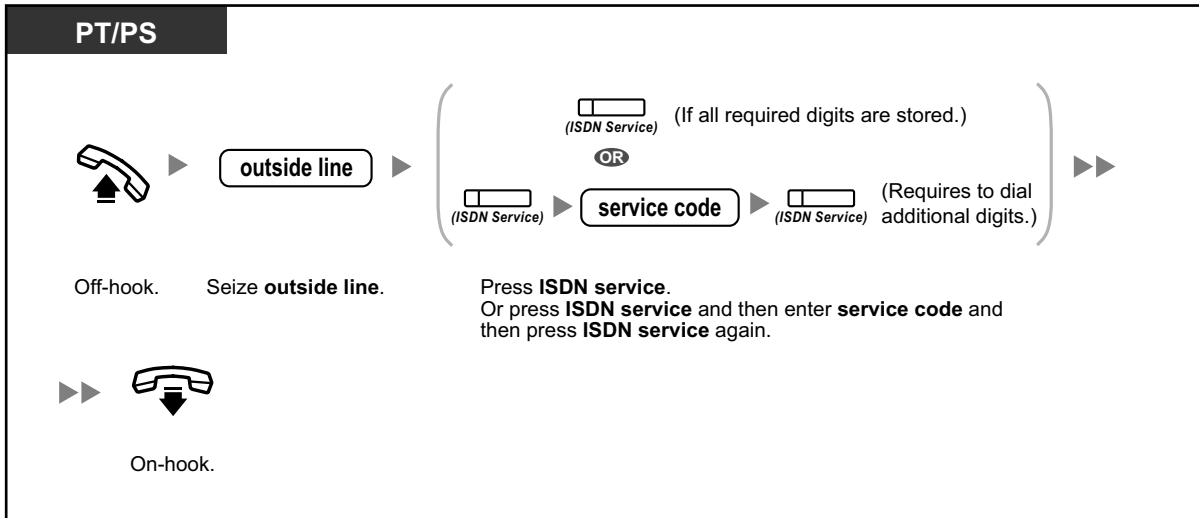 PT/PS
(ISDN Service) (If all required digits are stored.)
OR
outside line
(ISDN Service) service code (ISDN Service) (Requires to dial
additional digits.)
Off-hook. Seize outside line. Press ISDN service.
Or press ISDN service and then enter service code and
then press ISDN service again.
On-hook.